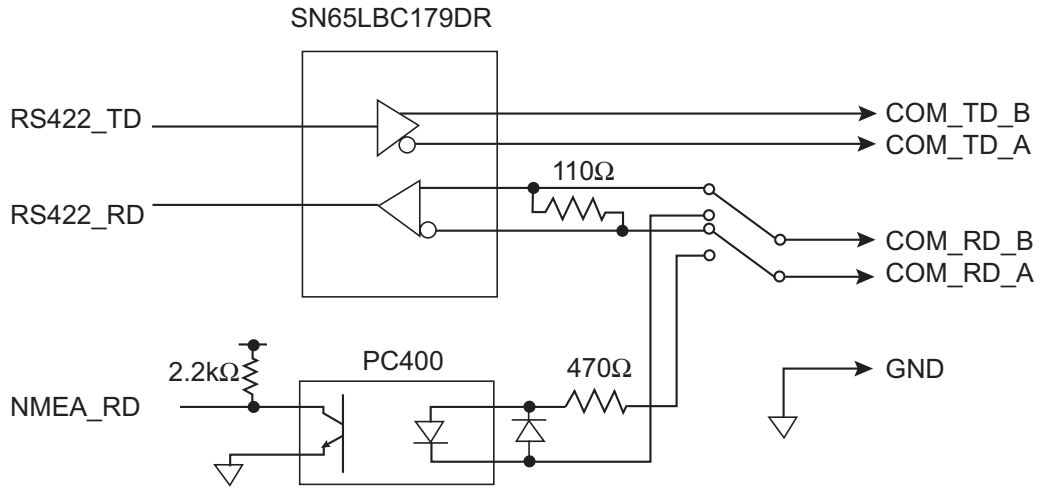 SN65LBC179DR
RS422_TD
COM_TD_B
COM_TD_A
110Ω
RS422_RD
COM_RD_B
COM_RD_A
PC400
470Ω
2.2kΩ
GND
NMEA_RD